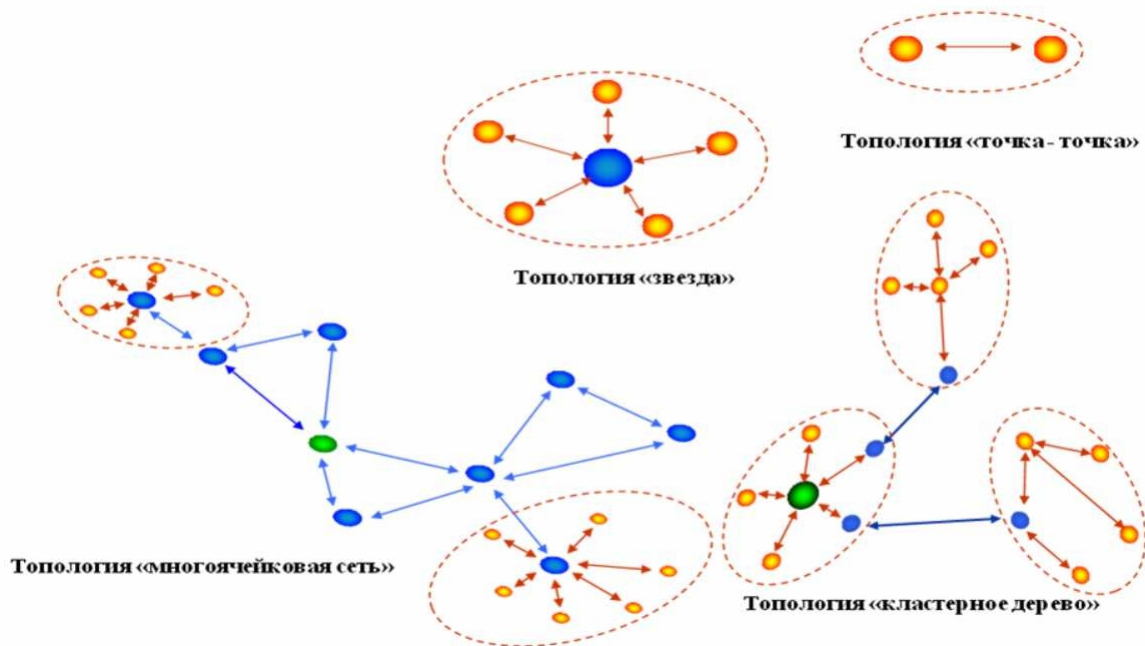 Топология «точка - точка»
Топология «звезда»
Топология «многоячейковая сеть»
Топология «кластерное дерево»